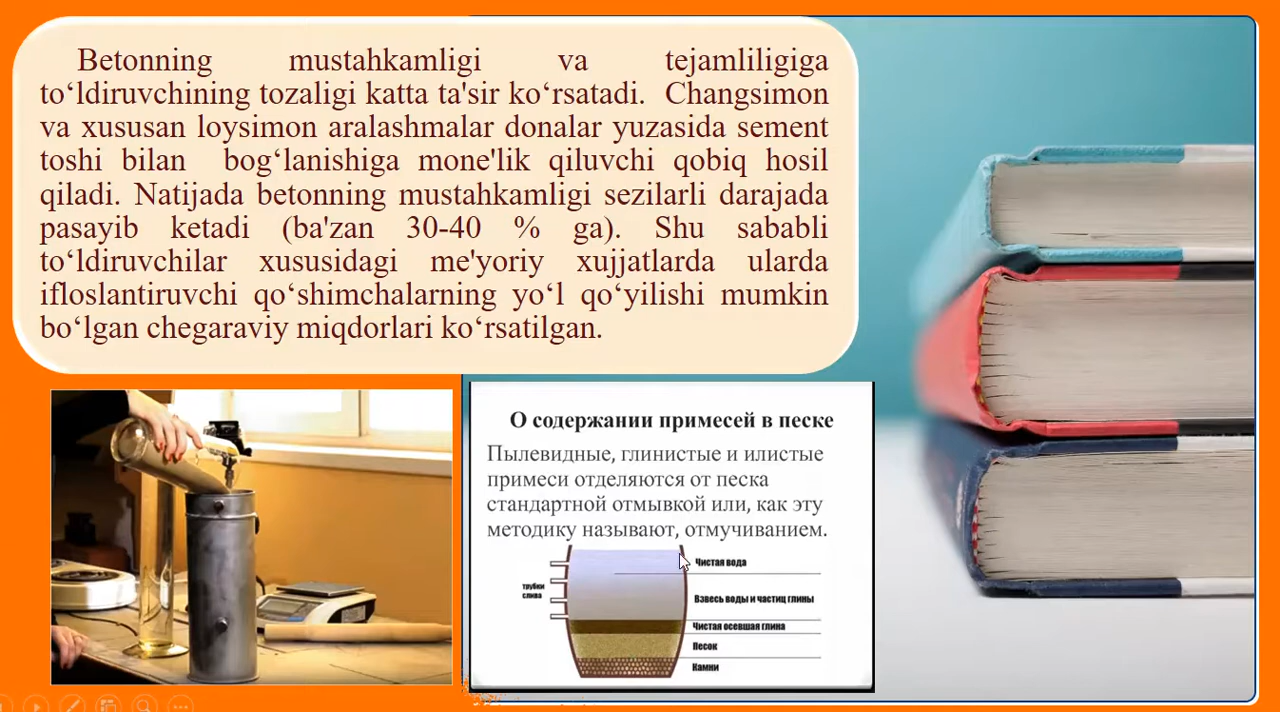 Betonning mustahkamligi va tejamliligiga
to‘ldiruvchining tozaligi katta ta'sir ko‘rsatadi. Changsimon
va xususan loysimon aralashmalar donalar yuzasida sement
toshi bilan bog‘lanishiga mone'lik qiluvchi qobiq hosil
qiladi. Natijada betonning mustahkamligi sezilarli darajada
pasayib ketadi (ba'zan 30-40 % ga). Shu sababli
to‘ldiruvchilar xususidagi me'yoriy xujjatlarda ularda
ifloslantiruvchi qo‘shimchalarning yo‘l qo‘yilishi mumkin
bo‘lgan chegaraviy miqdorlari ko‘rsatilgan.
О содержании примесей в песке
Пылевидные, глинистые и илистые
примеси отделяются от песка
стандартной отмывкой или, как эту
методику называют, отмучиванием.
трубки
слива
Чистая вода
Взвесь воды и частиц глины
Чистая осевшая глина
Песок
Камни